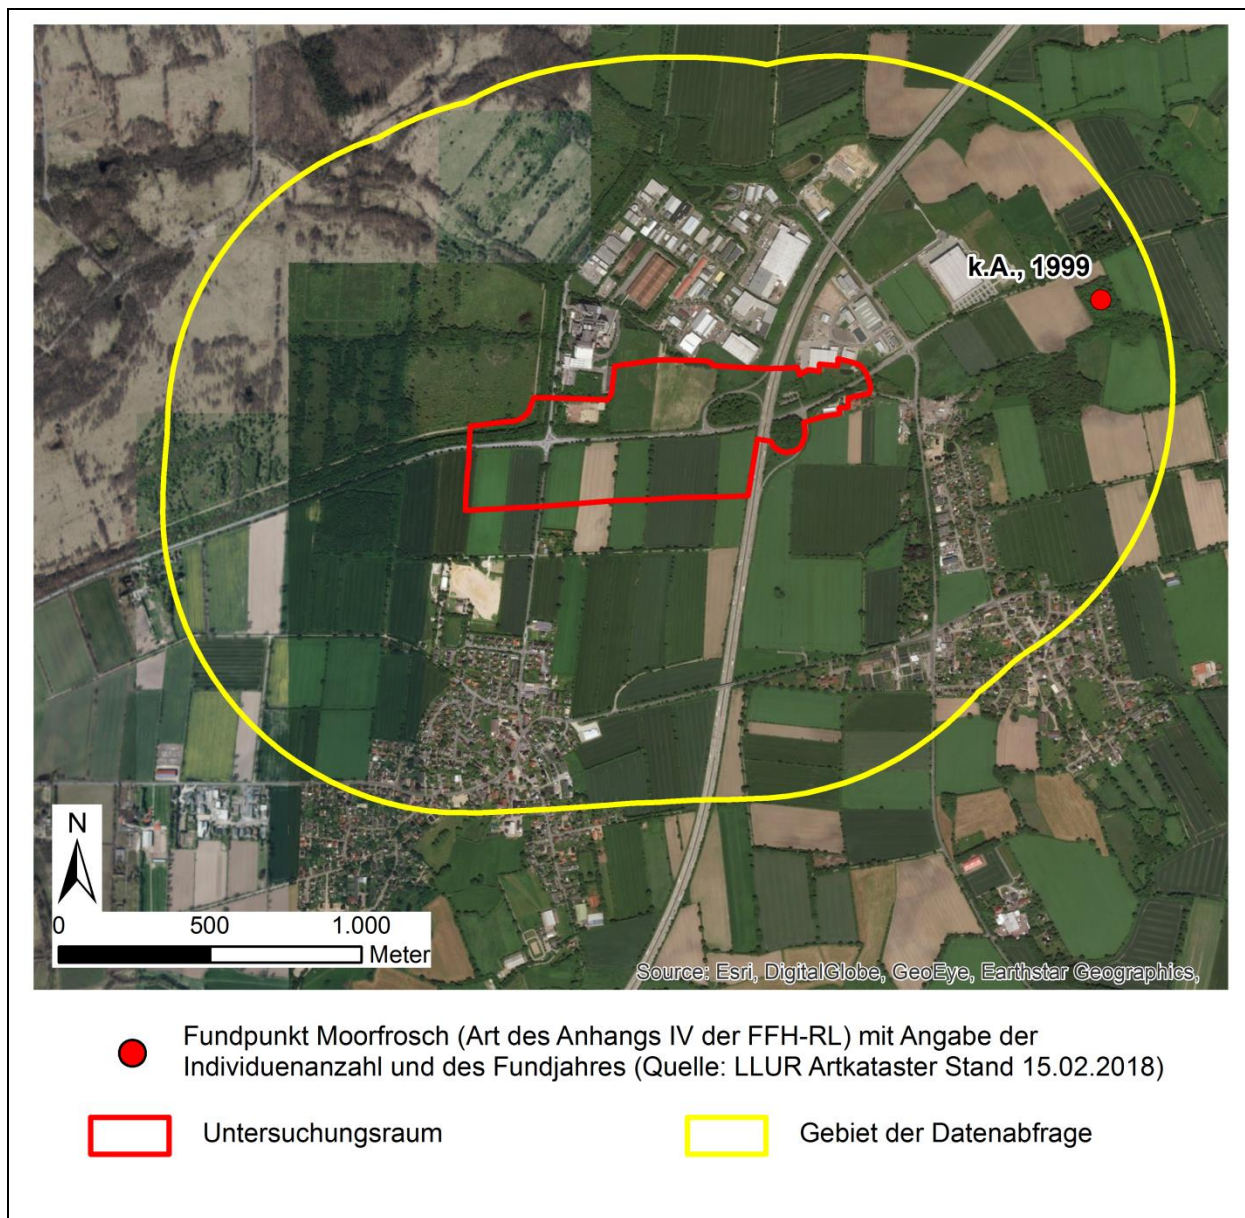 k.A., 1999
N
0 500 1.000
Meter
Source: Esri, DigitalGlobe, GeoEye, Earthstar Geographics,
Fundpunkt Moorfrosch (Art des Anhangs IV der FFH-RL) mit Angabe der
Individuenanzahl und des Fundjahres (Quelle: LLUR Artkataster Stand 15.02.2018)
Untersuchungsraum
Gebiet der Datenabfrage